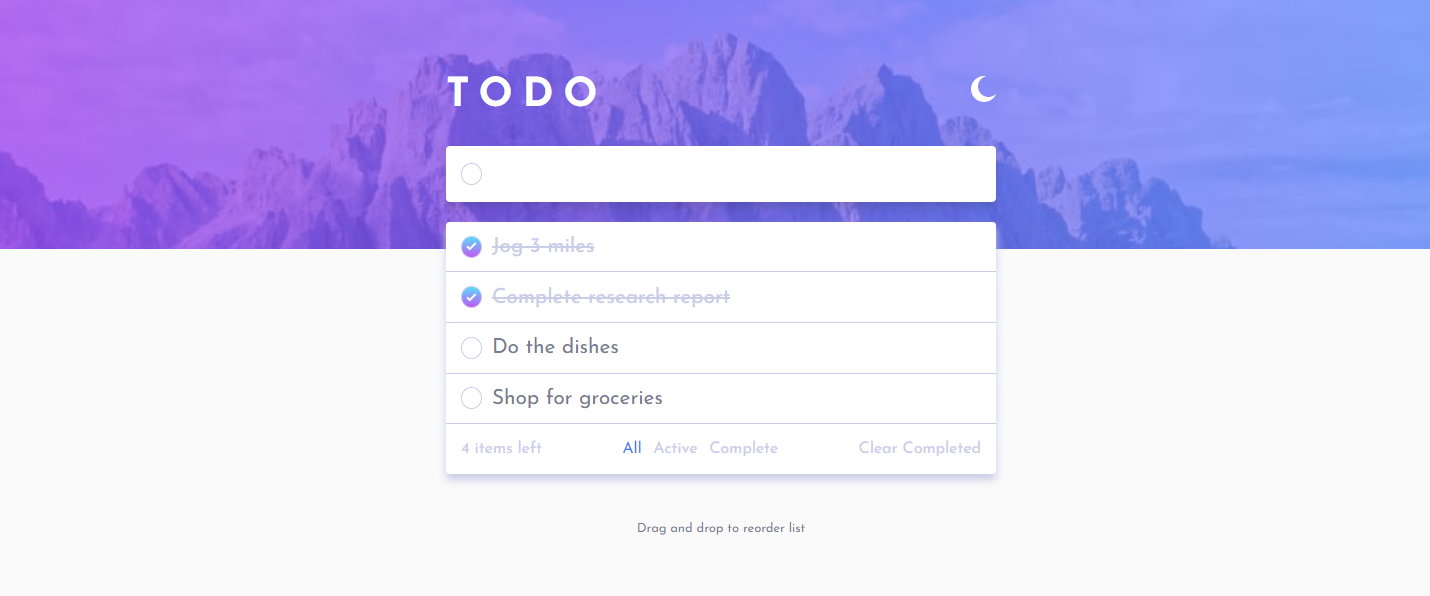 TODO
Jog 3 miles
Complete research report
Do the dishes
Shop for groceries
4 items left All Active Complete Clear Completed
Drag and drop to reorder list